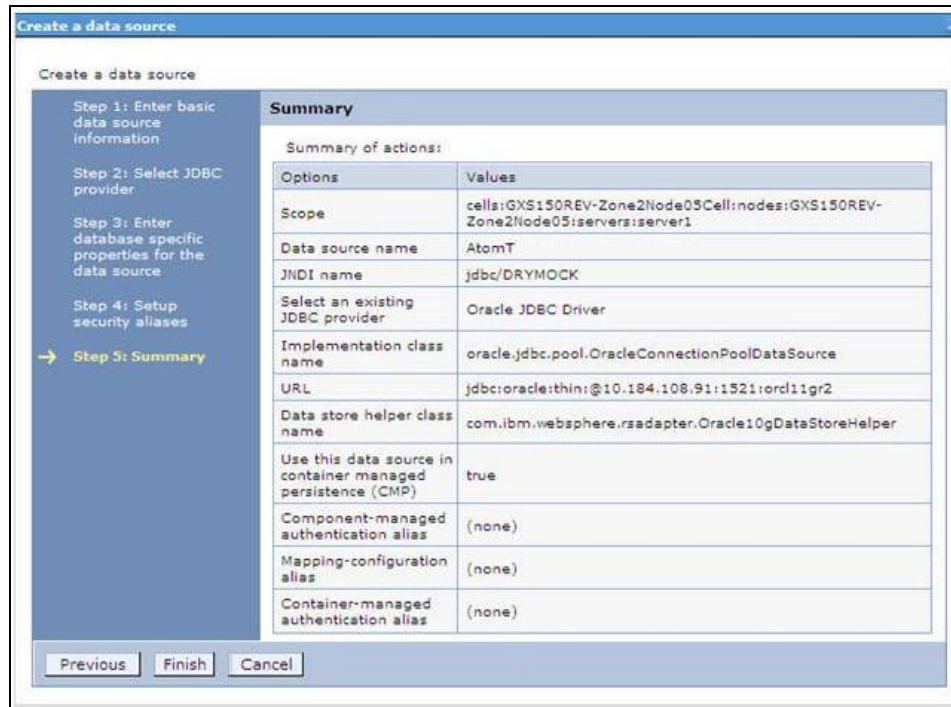 Create a data source
Create a data source
Step 1: Enter basic
data source
information
Step 2: Select JDBC
provider
Step 3: Enter
database specific
properties for the
data source
Step 4: Setup
security aliases
Step 5: Summary
Summary
Summary of actions:
Options Values
Scope
cells:GXS150REV-Zone2Node05Cell:nodes:GXS150REV-
Zone2Node05:servers:server1
Data source name AtomT
JNDI name jdbc/DRYMOCK
Select an existing
JDBC provider
Oracle JDBC Driver
Implementation class
name
oracle.jdbc.pool.OracleConnectionPoolDataSource
URL jdbc:oracle:thin:@10.184.108.91:1521:orcl11gr2
Data store helper class
name
com.ibm.websphere.rsadapter.Oracle10gDataStoreHelper
Use this data source in
container managed
persistence (CMP)
true
Component-managed
authentication alias
(none)
Mapping-configuration
alias
(none)
Container-managed
authentication alias
(none)
Previous Finish Cancel